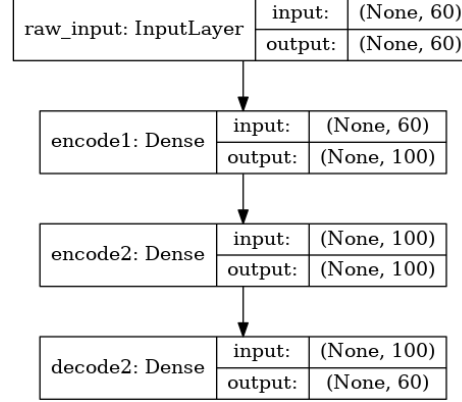 raw_input: InputLayer
input: (None, 60)
output: (None, 60)
encode1: Dense
input: (None, 60)
output: (None, 100)
encode2: Dense
input: (None, 100)
output: (None, 100)
decode2: Dense
input: (None, 100)
output: (None, 60)